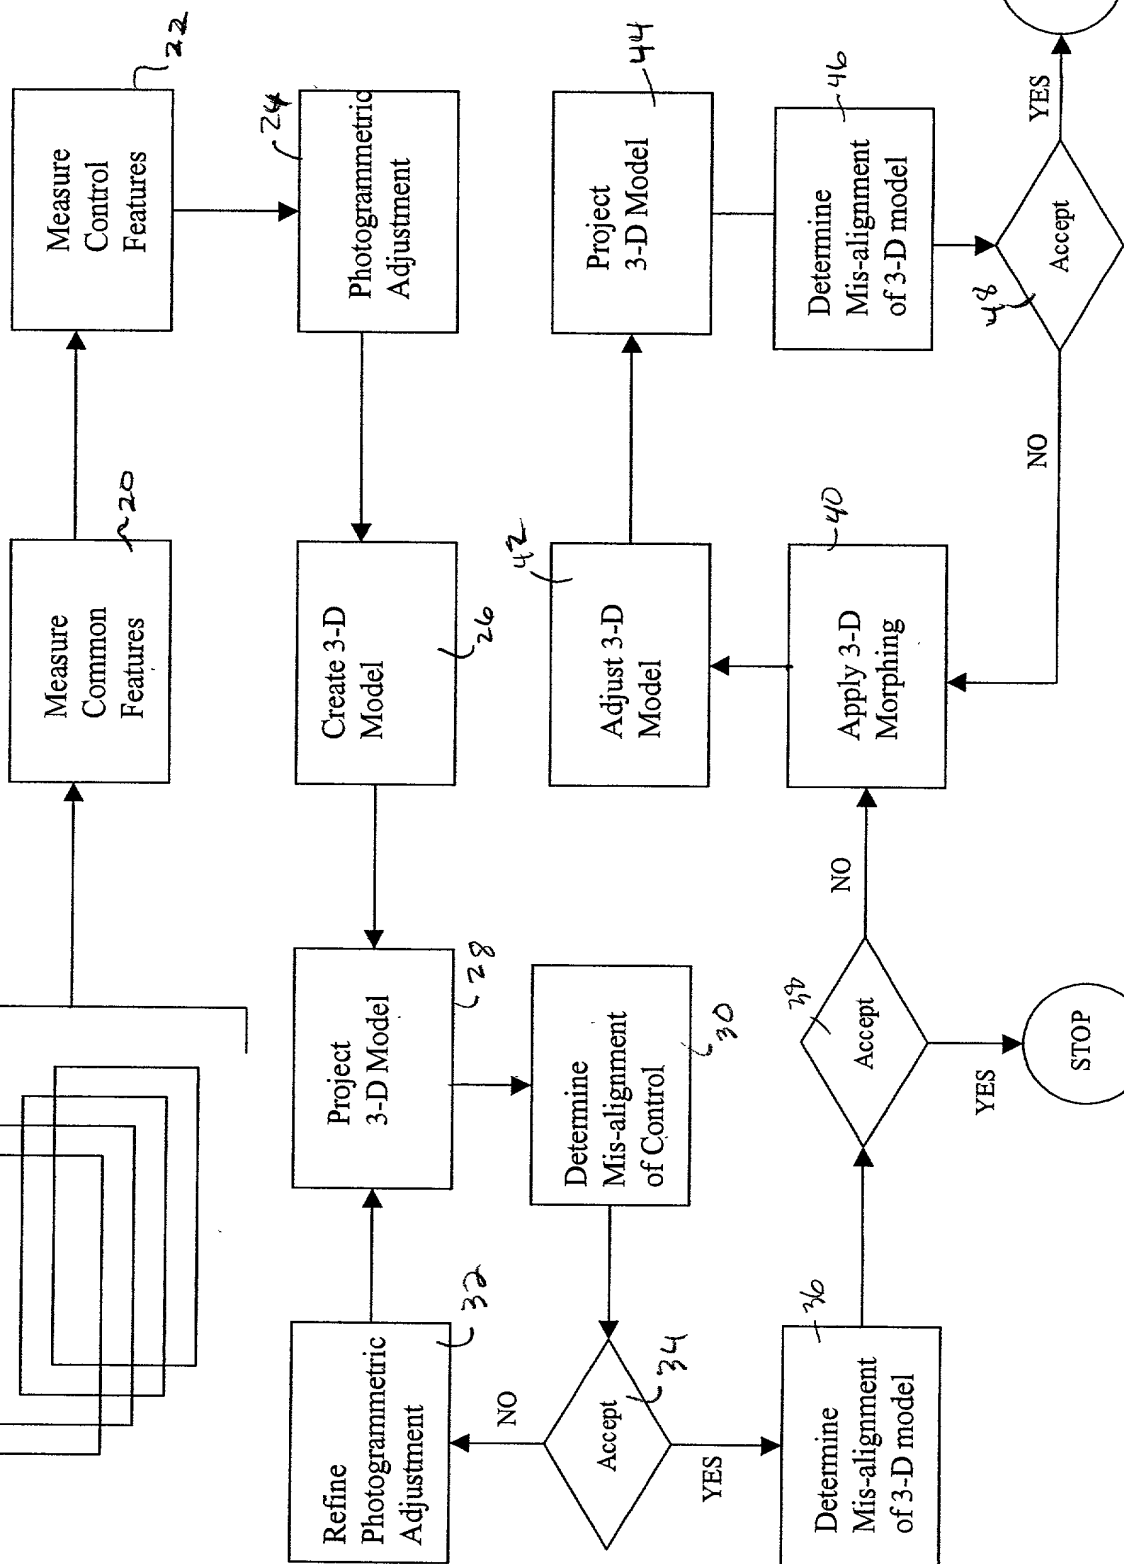 Measure
Common
Features
20
Measure
Control
Features
22
Photogrammetric
Adjustment
24
Create 3-D
Model
26
Project
3-D Model
28
Determine
Mis-alignment
of Control
30
Refine
Photogrammetric
Adjustment
32
Accept
34
NO
YES
Determine
Mis-alignment
of 3-D model
36
Accept
38
NO
YES
STOP
Apply 3-D
Morphing
40
Adjust 3-D
Model
42
Project
3-D Model
44
Determine
Mis-alignment
of 3-D model
46
Accept
48
NO
YES